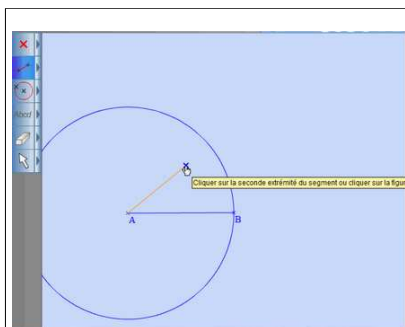 Abcd
Cliquer sur la seconde extrémité du segment ou cliquer sur la figur
A
B